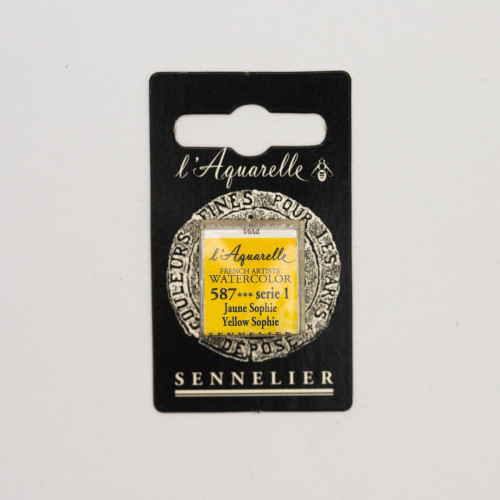 l'Aquarelle
COULEURS FINES POUR LES ARTS
DÉPOSÉ
l'Aquarelle
FRENCH ARTISTS'
WATERCOLOR
587*** serie 1
Jaune Sophie
Yellow Sophie
SENNELIER
SENNELIER